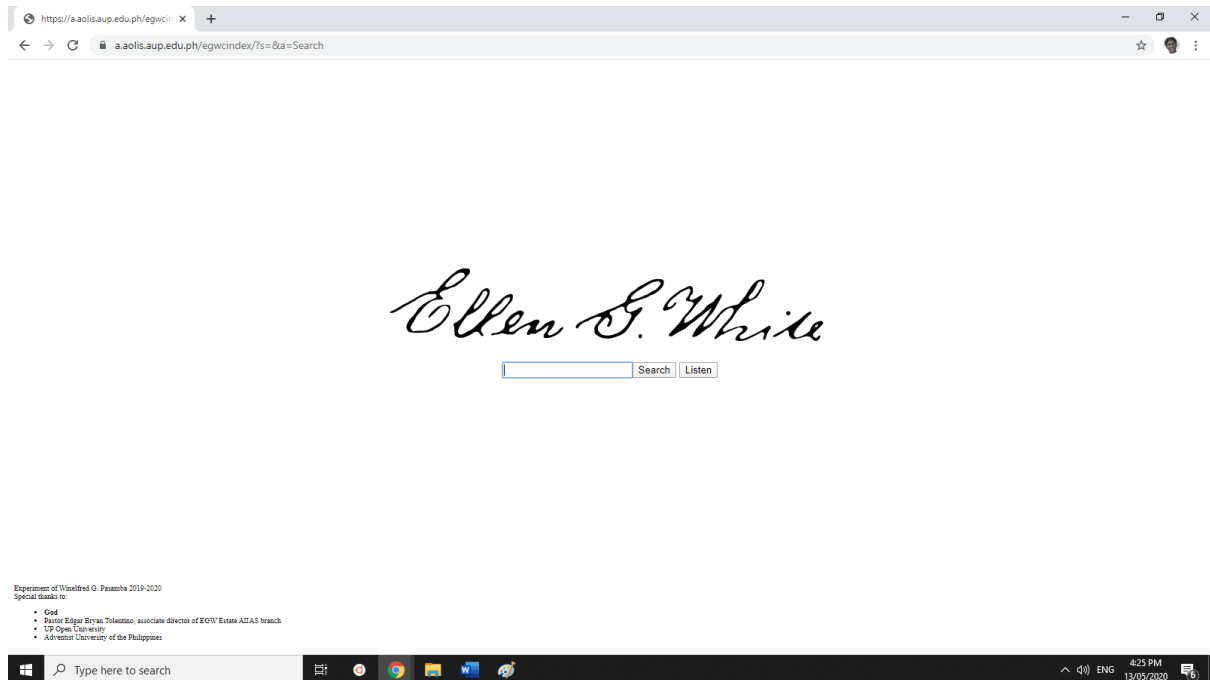 https://a.aolis.aup.edu.ph/egwcin
a.aolis.aup.edu.ph/egwcindex/?s=&a=Search
Ellen G. White
Search Listen
Experiment of Winelfred G. Pasamba 2019-2020
Special thanks to:
• God
• Pastor Edgar Bryan Tolentino, associate director of EGW Estate AIIAS branch
• UP Open University
• Adventist University of the Philippines
Type here to search
ENG
4:25 PM
13/05/2020
6